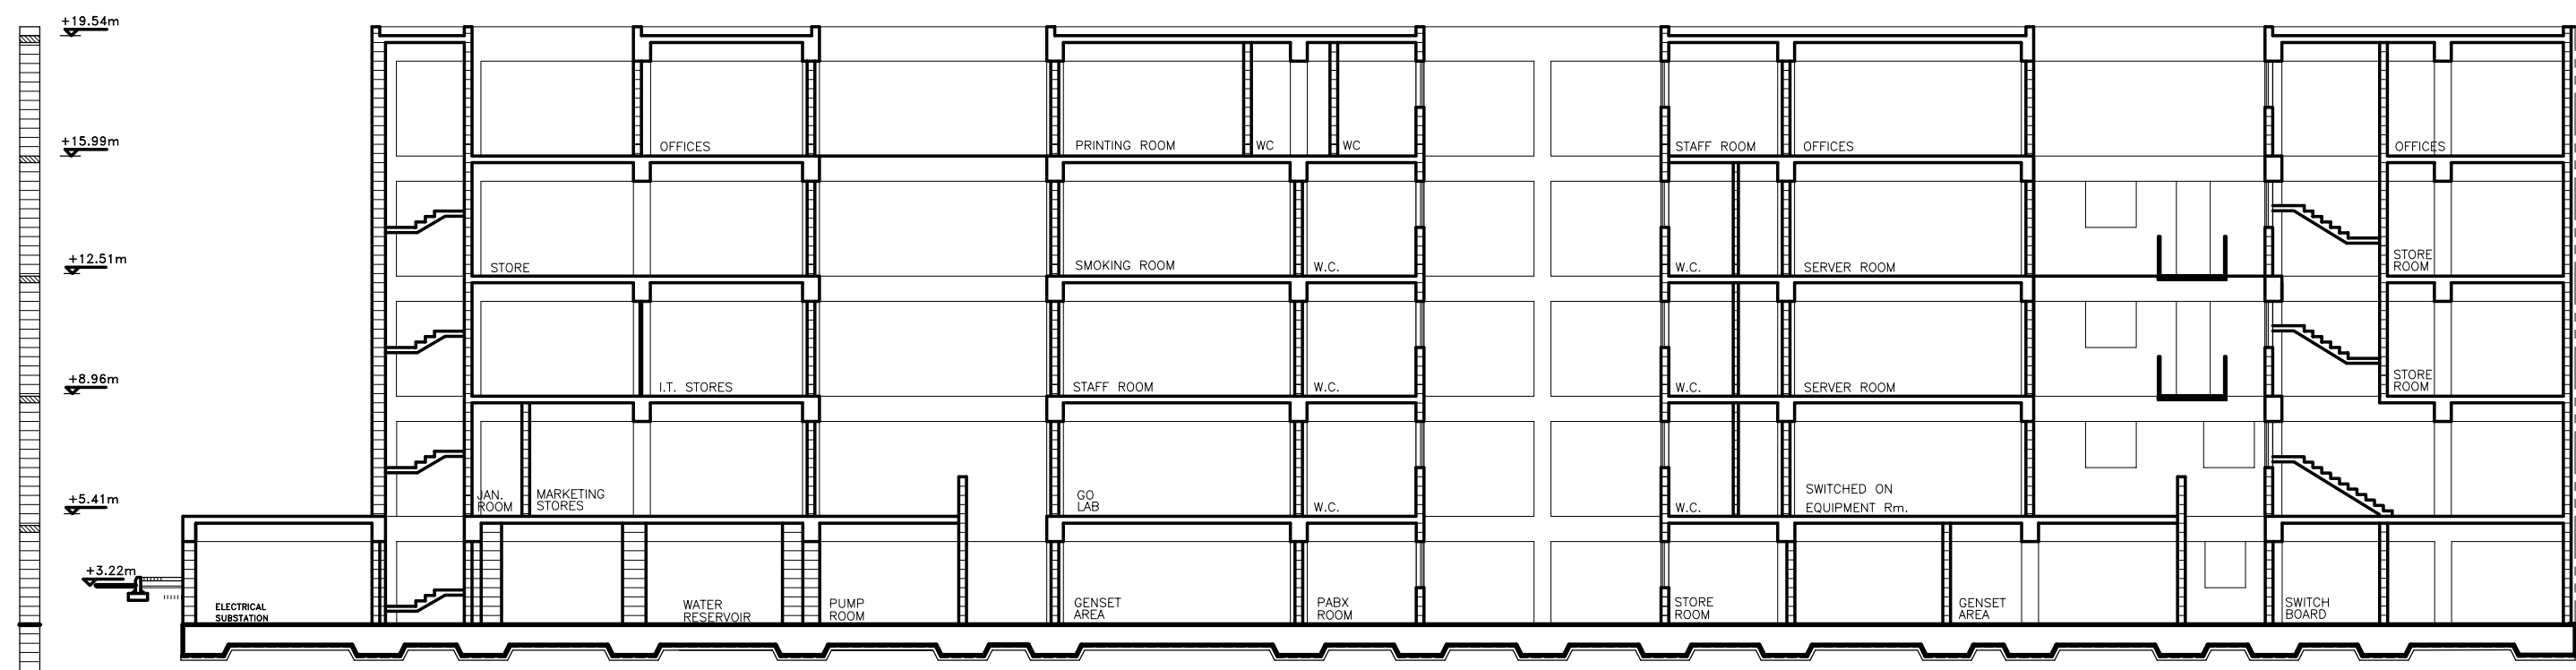 +19.54m
+15.99m
OFFICES
PRINTING ROOM
WC
WC
STAFF ROOM
OFFICES
OFFICES
+12.51m
STORE
SMOKING ROOM
W.C.
W.C.
SERVER ROOM
STORE
ROOM
+8.96m
I.T. STORES
STAFF ROOM
W.C.
W.C.
SERVER ROOM
STORE
ROOM
+5.41m
JAN.
ROOM
MARKETING
STORES
GO
LAB
W.C.
W.C.
SWITCHED ON
EQUIPMENT Rm.
+3.22m
ELECTRICAL
SUBSTATION
WATER
RESERVOIR
PUMP
ROOM
GENSET
AREA
PABX
ROOM
STORE
ROOM
GENSET
AREA
SWITCH
BOARD